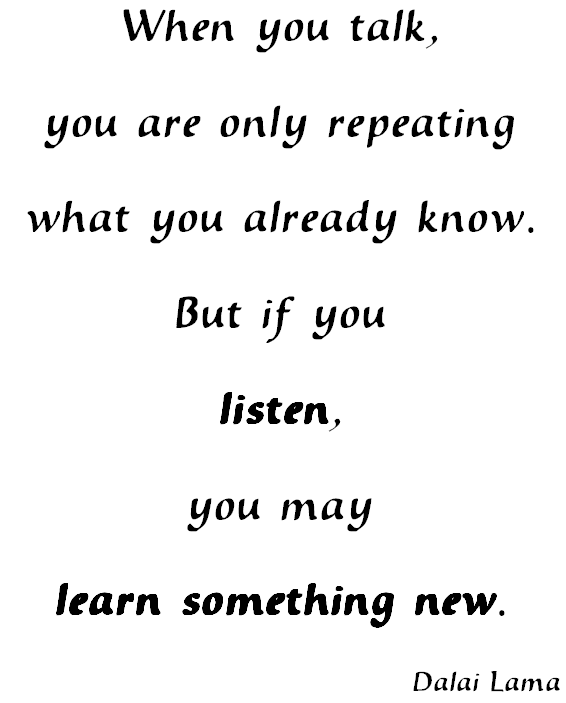 When you talk,
you are only repeating
what you already know.
But if you
listen,
you may
learn something new.
Dalai Lama